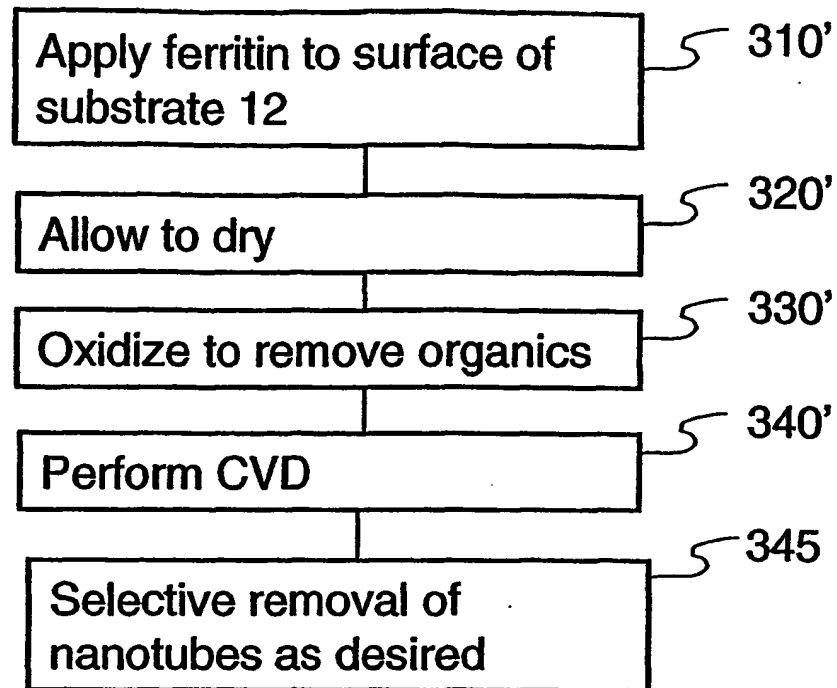 Apply ferritin to surface of
substrate 12
310'
Allow to dry
320'
Oxidize to remove organics
330'
Perform CVD
340'
Selective removal of
nanotubes as desired
345